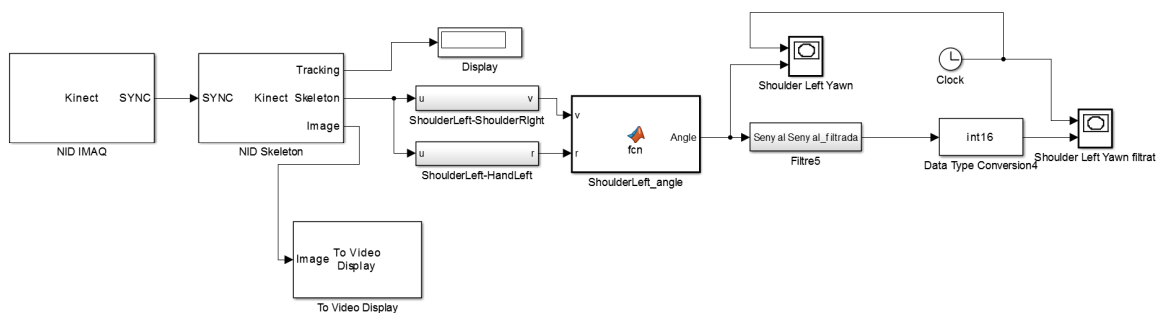 Kinect SYNC
NID IMAQ
SYNC Kinect Tracking
Skeleton
Image
NID Skeleton
Display
u v
ShoulderLeft-ShoulderRIght
u r
ShoulderLeft-HandLeft
v
r
fcn
Angle
ShoulderLeft_angle
Shoulder Left Yawn
Clock
Seny al Seny al_f iltrada
Filtre5
int16
Data Type Conversion4
Shoulder Left Yawn filtrat
Image To Video
Display
To Video Display